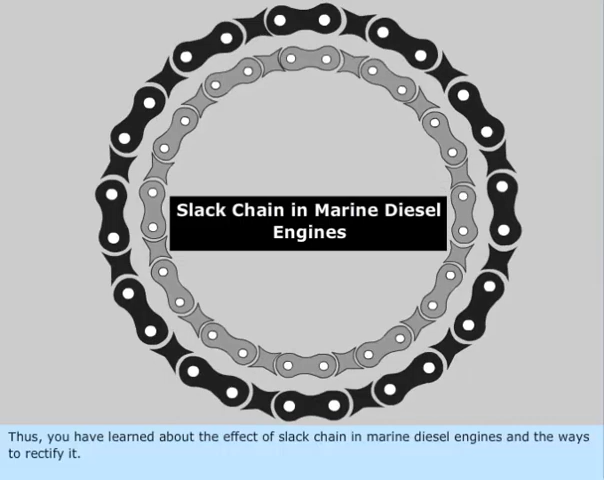 Slack Chain in Marine Diesel
Engines
Thus, you have learned about the effect of slack chain in marine diesel engines and the ways
to rectify it.